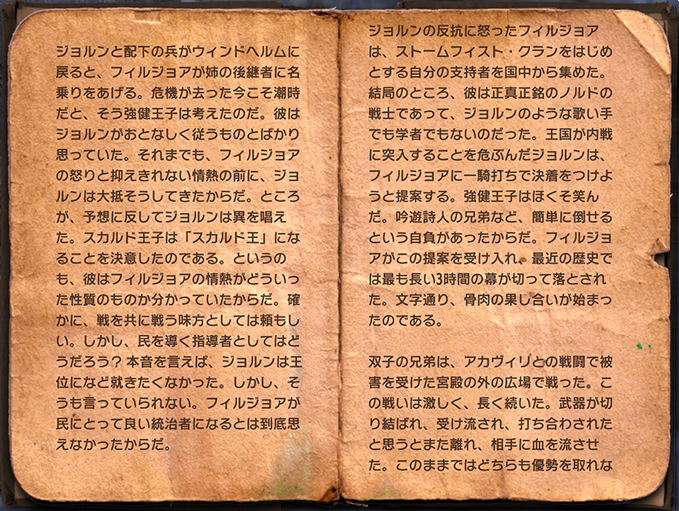 ジョルンと配下の兵がウィンドヘルムに
戻ると、フィルジョアが姉の後継者に名
乗りをあげる。危機が去った今こそ潮時
だと、そう強健王子は考えたのだ。彼は
ジョルンがおとなしく従うものとばかり
思っていた。それまでも、フィルジョア
の怒りと抑えきれない情熱の前に、ジョ
ルンは大抵そうしてきたからだ。ところ
が、予想に反してジョルンは異を唱え
た。スカルド王子は「スカルド王」にな
ることを決意したのである。というの
も、彼はフィルジョアの情熱がどういっ
た性質のものか分かっていたからだ。確
かに、戦を共に戦う味方としては頼もし
い。しかし、民を導く指導者としてはど
うだろう？本音を言えば、ジョルンは王
位になど就きたくなかった。しかし、そ
うも言っていられない。フィルジョアが
民にとって良い統治者になるとは到底思
えなかったからだ。
ジョルンの反抗に怒ったフィルジョア
は、ストームフィスト・クランをはじめ
とする自分の支持者を国中から集めた。
結局のところ、彼は正真正銘のノルドの
戦士であって、ジョルンのような歌い手
でも学者でもないのだった。王国が内戦
に突入することを危ぶんだジョルンは、
フィルジョアに一騎打ちで決着をつけよ
うと提案する。強健王子はほくそ笑ん
だ。吟遊詩人の兄弟など、簡単に倒せる
という自負があったからだ。フィルジョ
アがこの提案を受け入れ、最近の歴史で
は最も長い3時間の幕が切って落とされ
た。文字通り、骨肉の果し合いが始まっ
たのである。
双子の兄弟は、アカヴィリとの戦闘で被
害を受けた宮殿の外の広場で戦った。こ
の戦いは激しく、長く続いた。武器が切
り結ばれ、受け流され、打ち合わされた
と思うとまた離れ、相手に血を流させ
た。このままではどちらも優勢を取れな